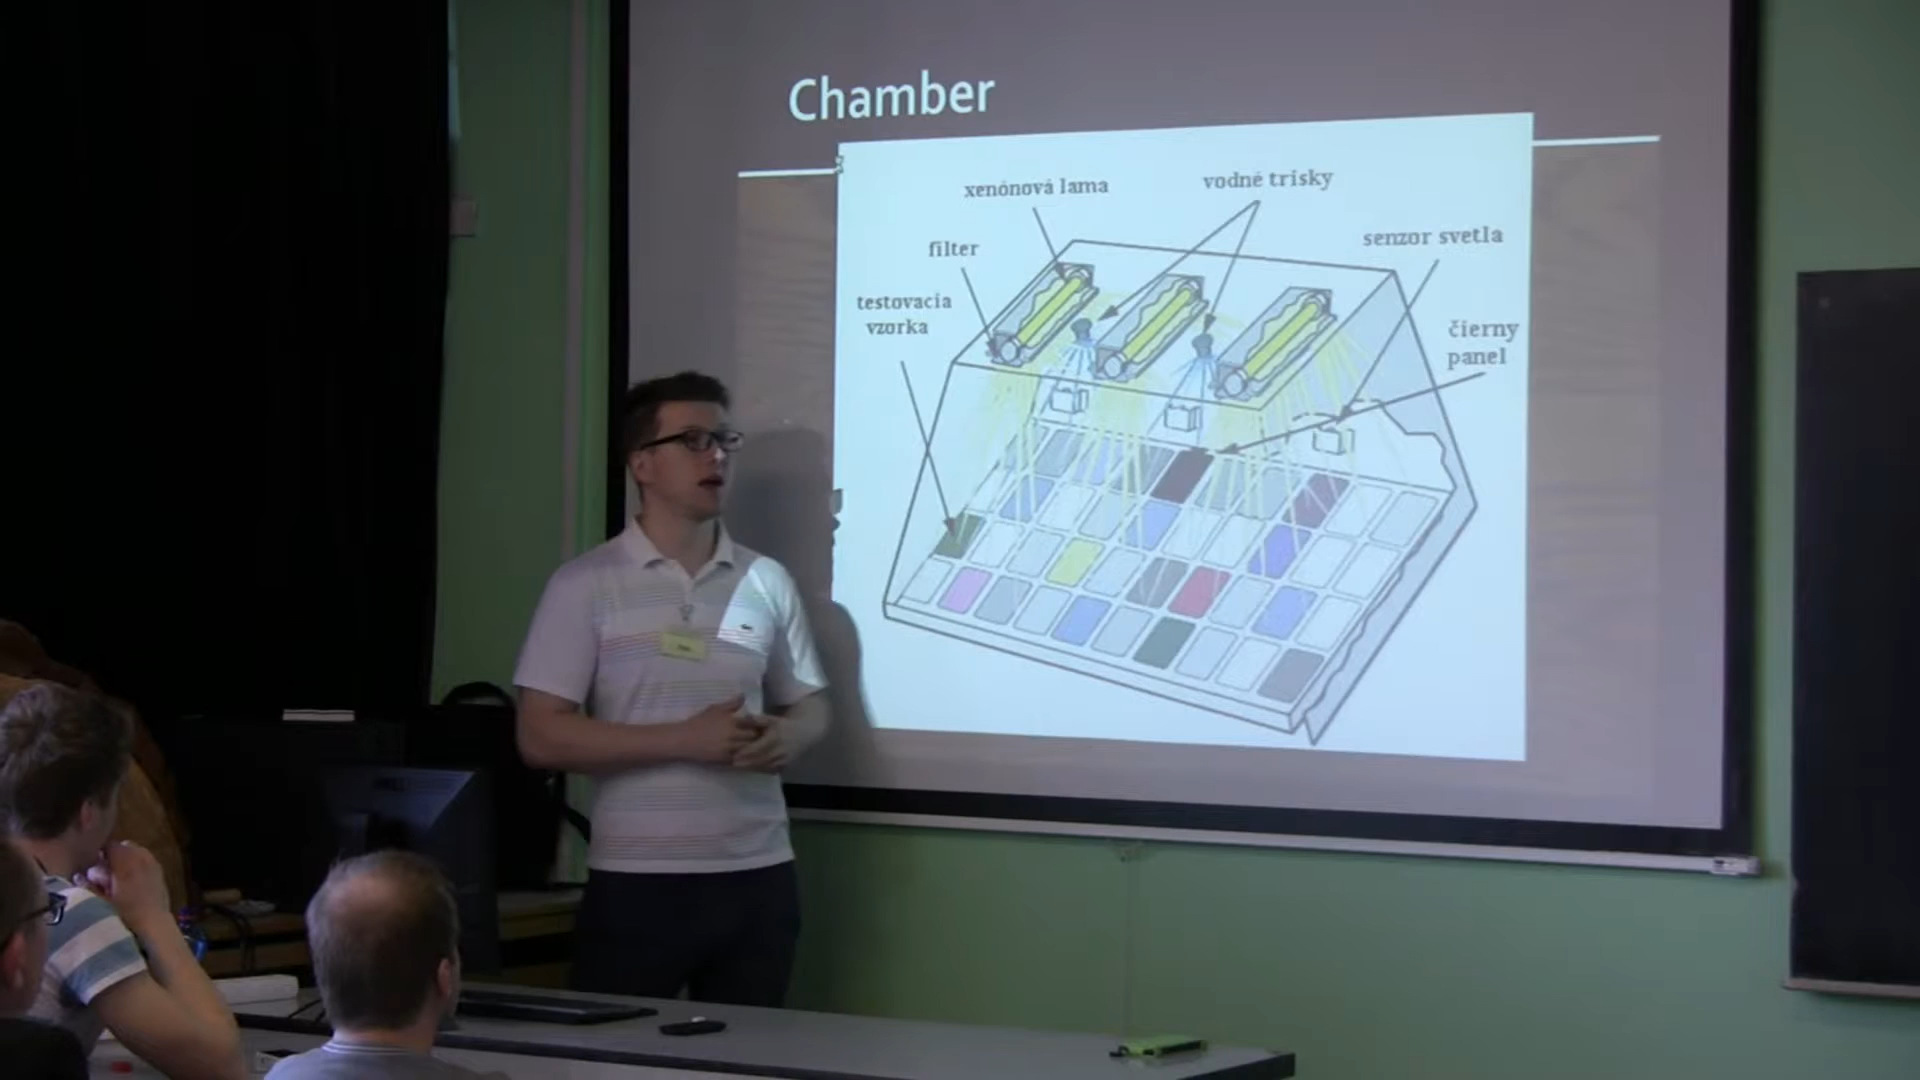 Chamber
xenónová lama
vodné trisky
filter
senzor svetla
testovacia
vzorka
čierny
panel